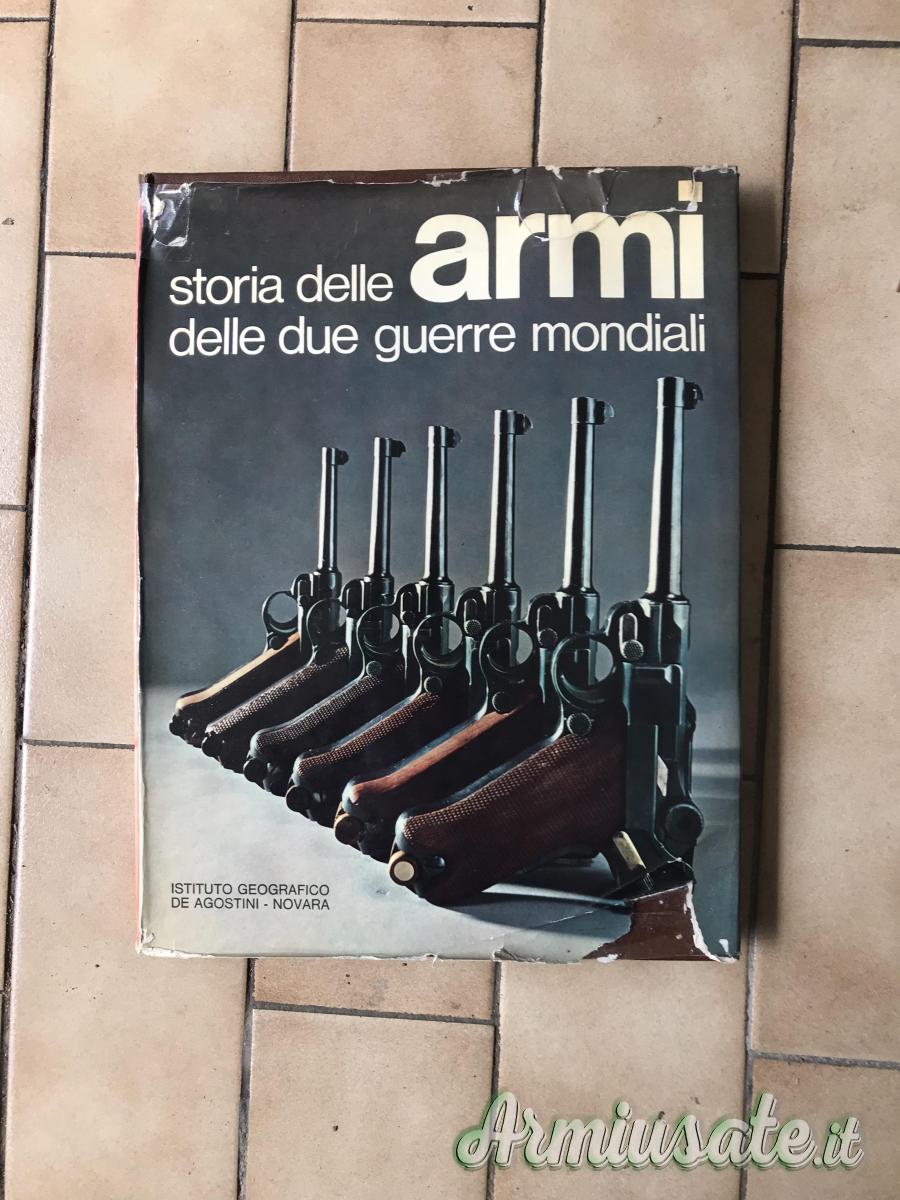 storia delle armi
delle due guerre mondiali
ISTITUTO GEOGRAFICO
DE AGOSTINI - NOVARA
Armiusate.it